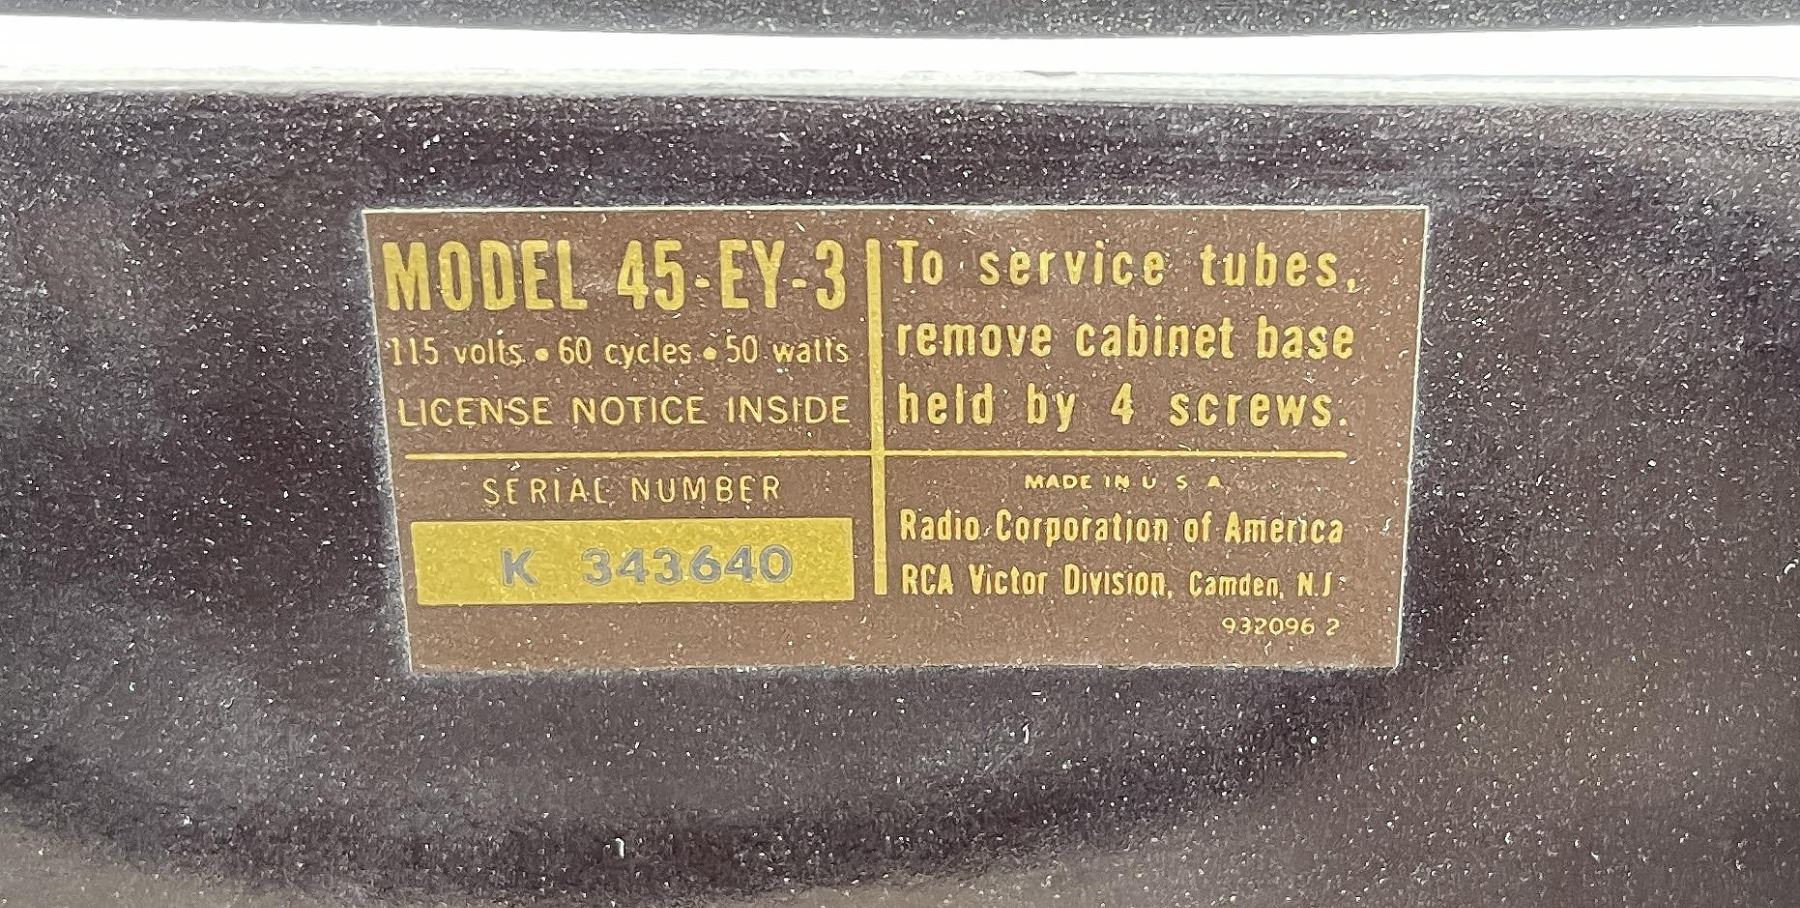 MODEL 45-EY-3
115 volts • 60 cycles • 50 watts
LICENSE NOTICE INSIDE
SERIAL NUMBER
K 343640
To service tubes,
remove cabinet base
held by 4 screws.
MADE IN U S A
Radio Corporation of America
RCA Victor Division, Camden, N.J.
932096 2